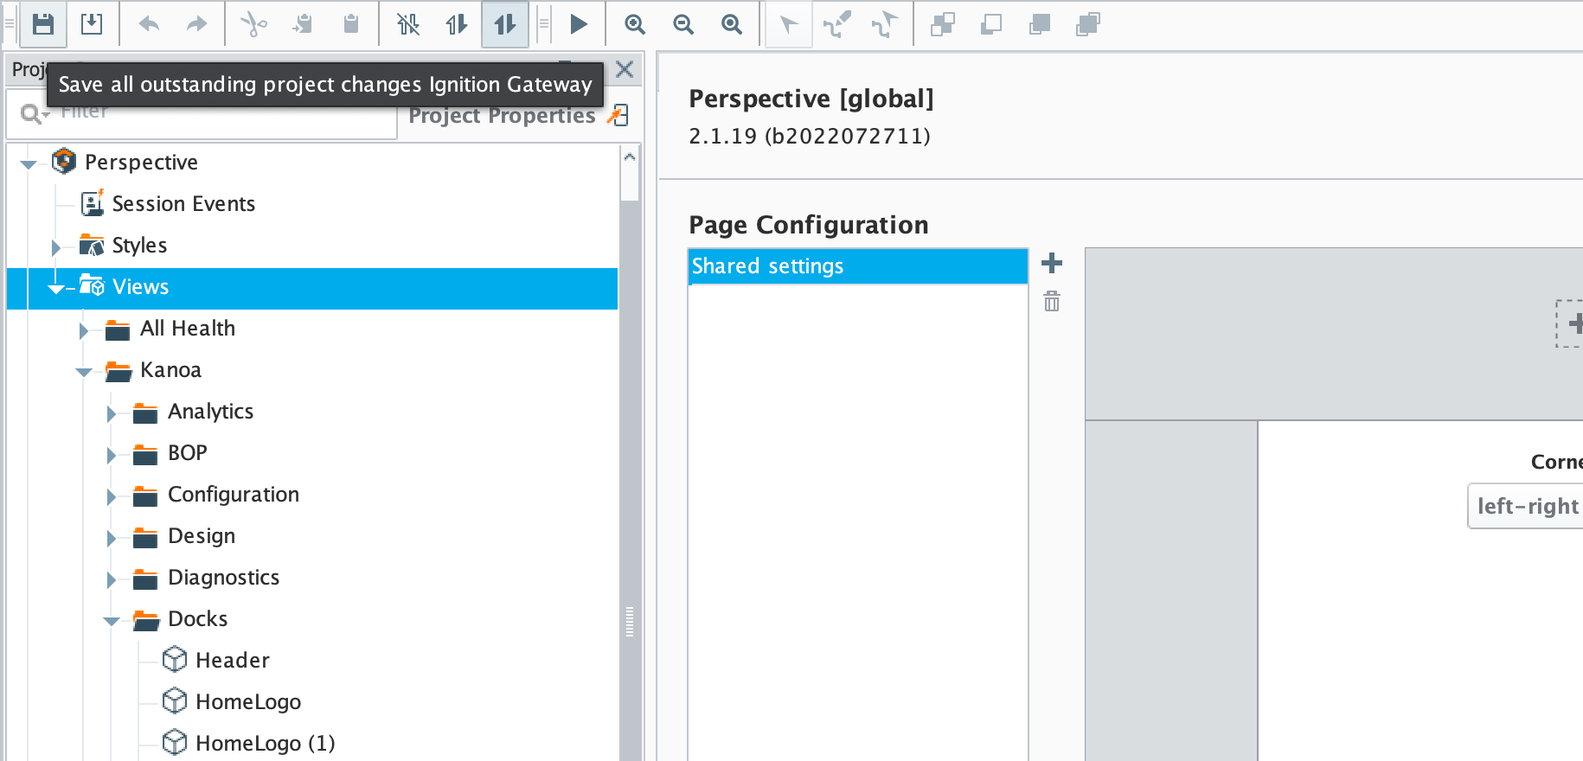 Proj
Save all outstanding project changes Ignition Gateway
Filter
Project Properties
Perspective
Session Events
Styles
Views
All Health
Kanoa
Analytics
BOP
Configuration
Design
Diagnostics
Docks
Header
HomeLogo
HomeLogo (1)
Perspective [global]
2.1.19 (b2022072711)
Page Configuration
Shared settings
Corne
left-right